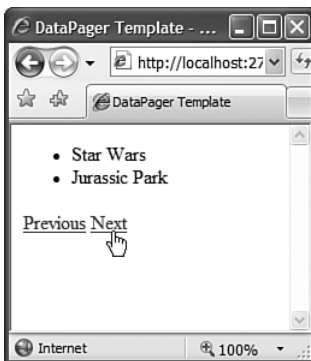 DataPager Template - ...
http://localhost:27
DataPager Template
• Star Wars
• Jurassic Park
Previous Next
Internet 100%